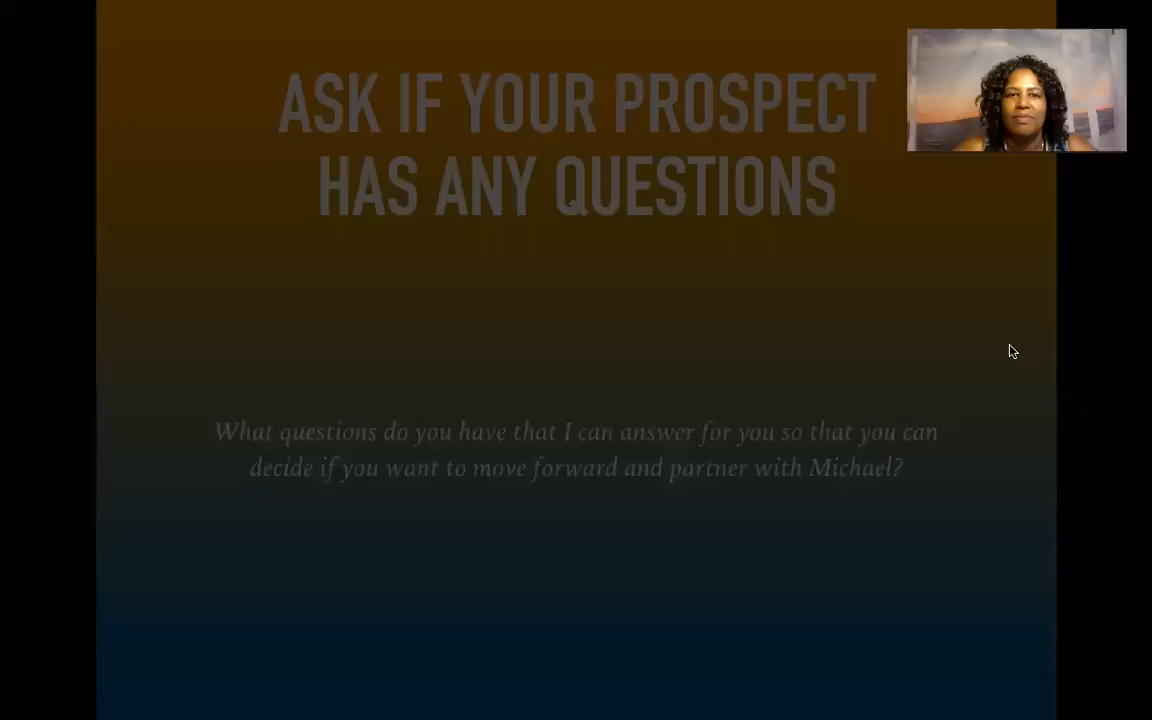 ASK IF YOUR PROSPECT
HAS ANY QUESTIONS
What questions do you have that I can answer for you so that you can
decide if you want to move forward and partner with Michael?